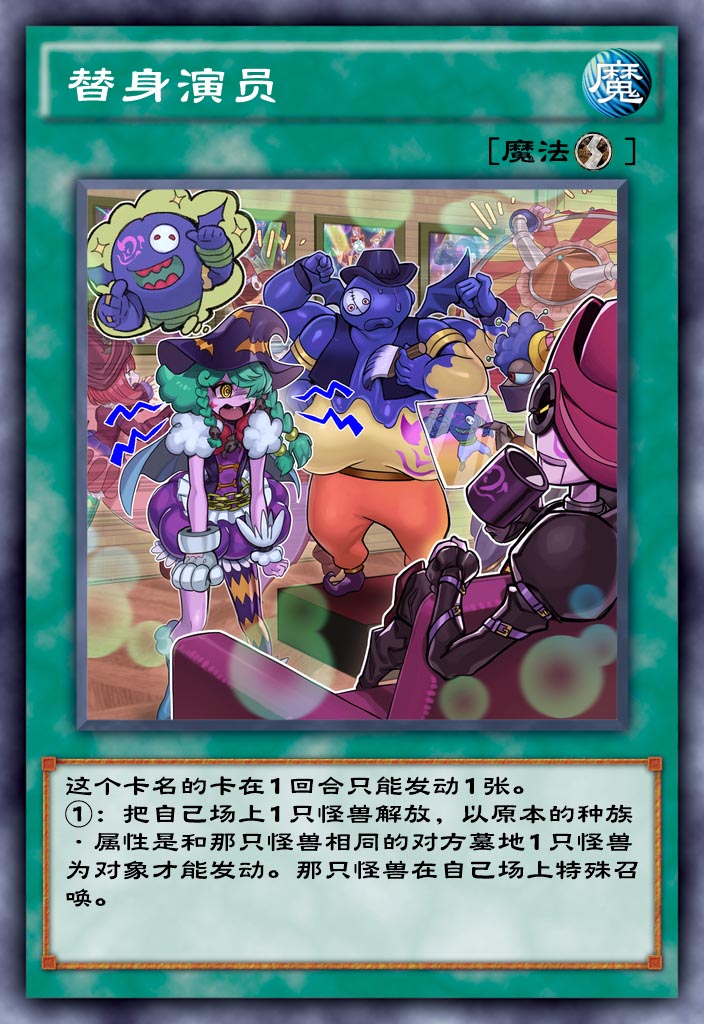 替身演员
魔
[魔法]
这个卡名的卡在1回合只能发动1张。
①：把自己场上1只怪兽解放，以原本的种族
·属性是和那只怪兽相同的对方墓地1只怪兽
为对象才能发动。那只怪兽在自己场上特殊召
唤。